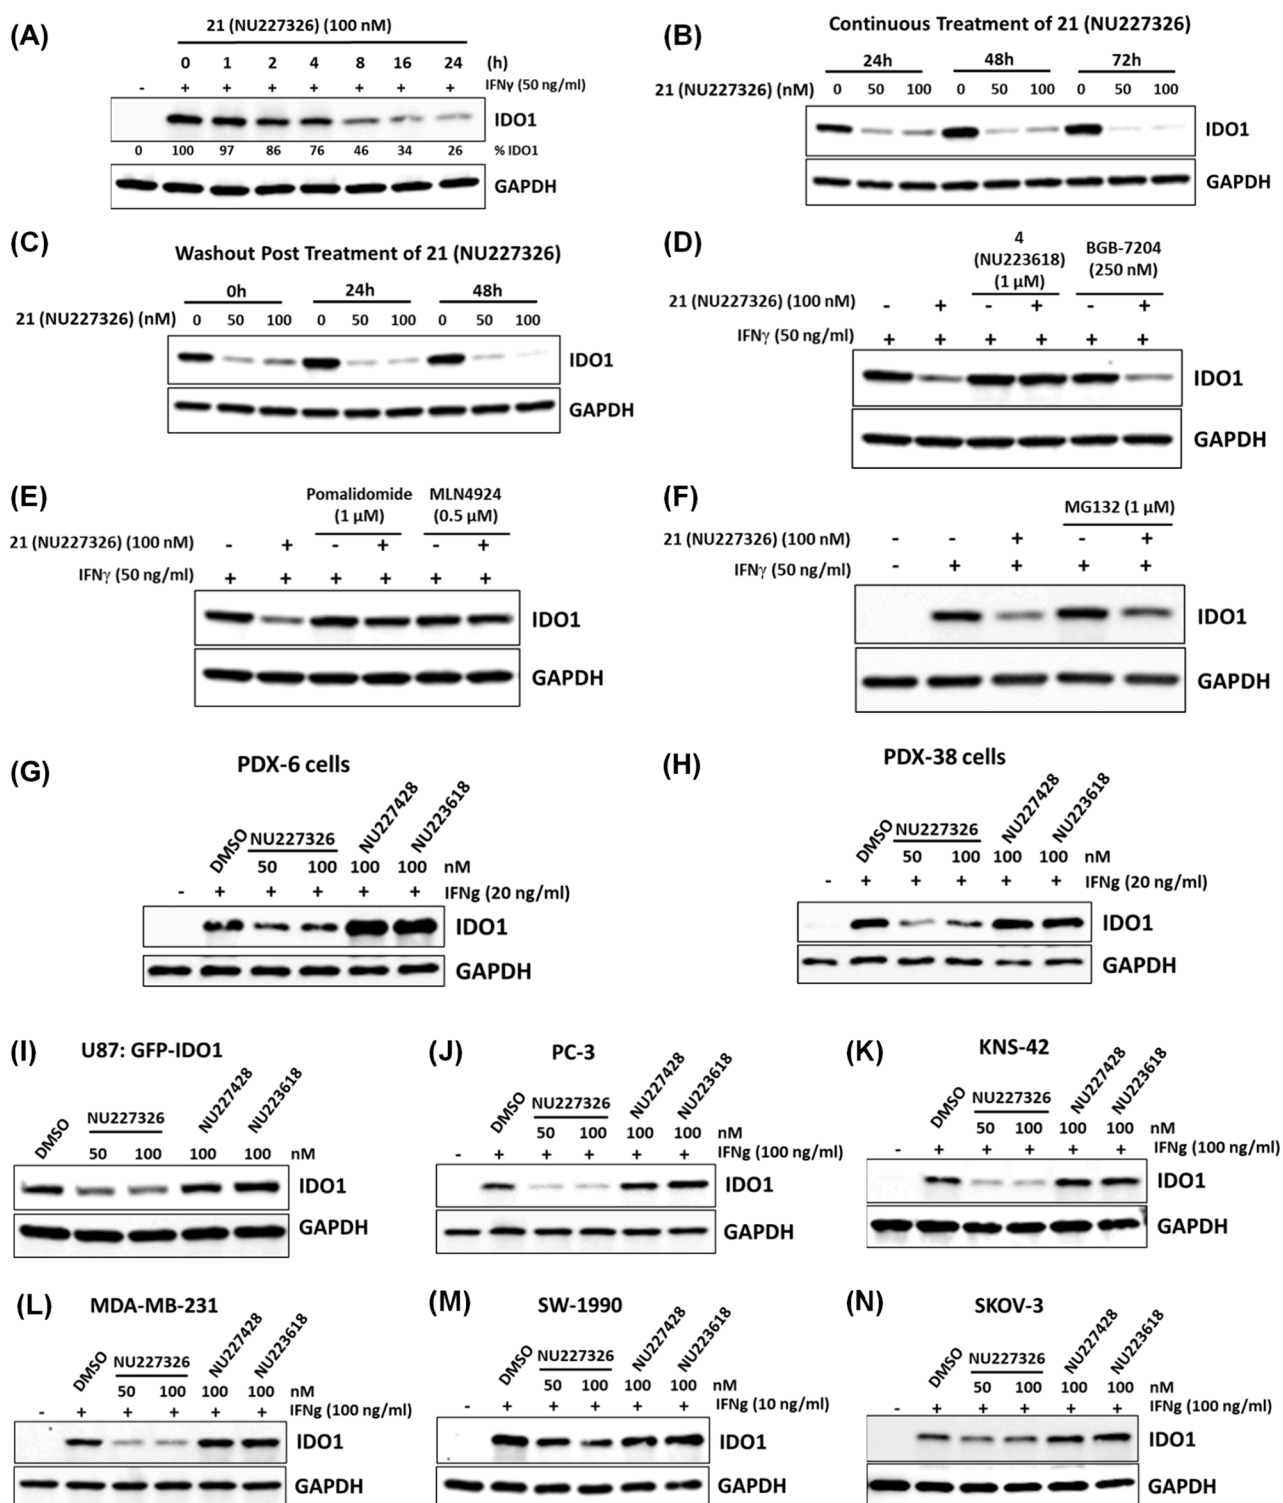 (A)
21 (NU227326) (100 nM)
0 1 2 4 8 16 24 (h)
- + + + + + + + IFNγ (50 ng/ml)
IDO1
0 100 97 86 76 46 34 26 % IDO1
GAPDH
(B)
Continuous Treatment of 21 (NU227326)
24h 48h 72h
21 (NU227326) (nM) 0 50 100 0 50 100 0 50 100
IDO1
GAPDH
(C)
Washout Post Treatment of 21 (NU227326)
0h 24h 48h
21 (NU227326) (nM) 0 50 100 0 50 100 0 50 100
IDO1
GAPDH
(D)
4
(NU223618)
(1 μM)
BGB-7204
(250 nM)
21 (NU227326) (100 nM) - + - + - +
IFNγ (50 ng/ml) + + + + + +
IDO1
GAPDH
(E)
Pomalidomide
(1 μM)
MLN4924
(0.5 μM)
21 (NU227326) (100 nM) - + - + - +
IFNγ (50 ng/ml) + + + + + +
IDO1
GAPDH
(F)
MG132 (1 μM)
21 (NU227326) (100 nM) - - + - +
IFNγ (50 ng/ml) - + + + +
IDO1
GAPDH
(G)
PDX-6 cells
DMSO NU227326 NU227428 NU223618
50 100 100 100 nM
- + + + + + IFNg (20 ng/ml)
IDO1
GAPDH
(H)
PDX-38 cells
DMSO NU227326 NU227428 NU223618
50 100 100 100 nM
- + + + + + IFNg (20 ng/ml)
IDO1
GAPDH
(I)
U87: GFP-IDO1
DMSO NU227326 NU227428 NU223618
50 100 100 100 nM
IDO1
GAPDH
(J)
PC-3
DMSO NU227326 NU227428 NU223618
50 100 100 100 nM
- + + + + + IFNg (100 ng/ml)
IDO1
GAPDH
(K)
KNS-42
DMSO NU227326 NU227428 NU223618
50 100 100 100 nM
- + + + + + IFNg (100 ng/ml)
IDO1
GAPDH
(L)
MDA-MB-231
DMSO NU227326 NU227428 NU223618
50 100 100 100 nM
- + + + + + IFNg (100 ng/ml)
IDO1
GAPDH
(M)
SW-1990
DMSO NU227326 NU227428 NU223618
50 100 100 100 nM
- + + + + + IFNg (10 ng/ml)
IDO1
GAPDH
(N)
SKOV-3
DMSO NU227326 NU227428 NU223618
50 100 100 100 nM
- + + + + + IFNg (100 ng/ml)
IDO1
GAPDH